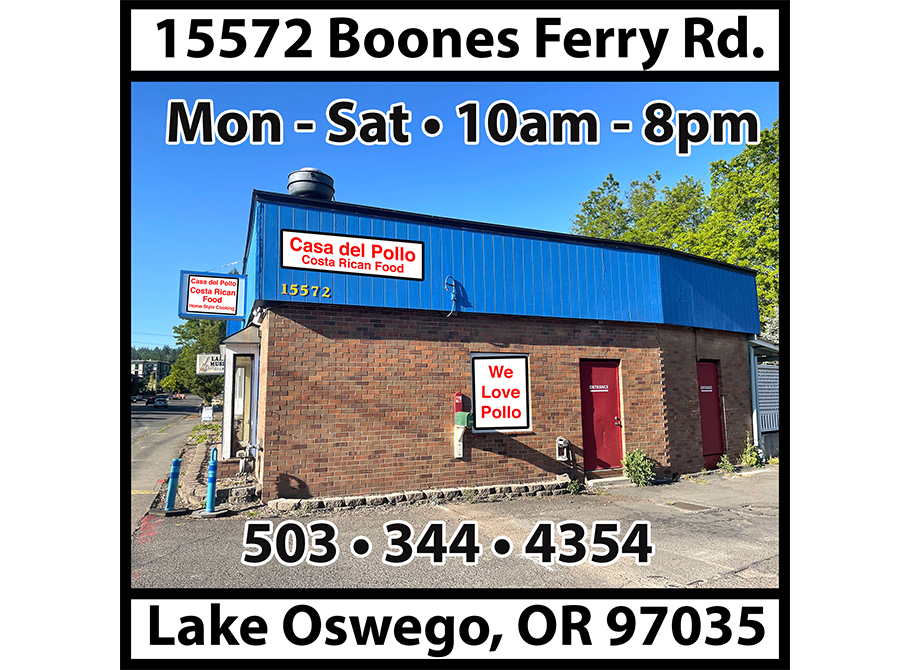 15572 Boones Ferry Rd.
Mon - Sat • 10am - 8pm
Casa del Pollo
Costa Rican Food
15572
Casa del Pollo
Costa Rican
Food
Home Style Cooking
We
Love
Pollo
ENTRANCE
ENTRANCE
503 • 344 • 4354
Lake Oswego, OR 97035